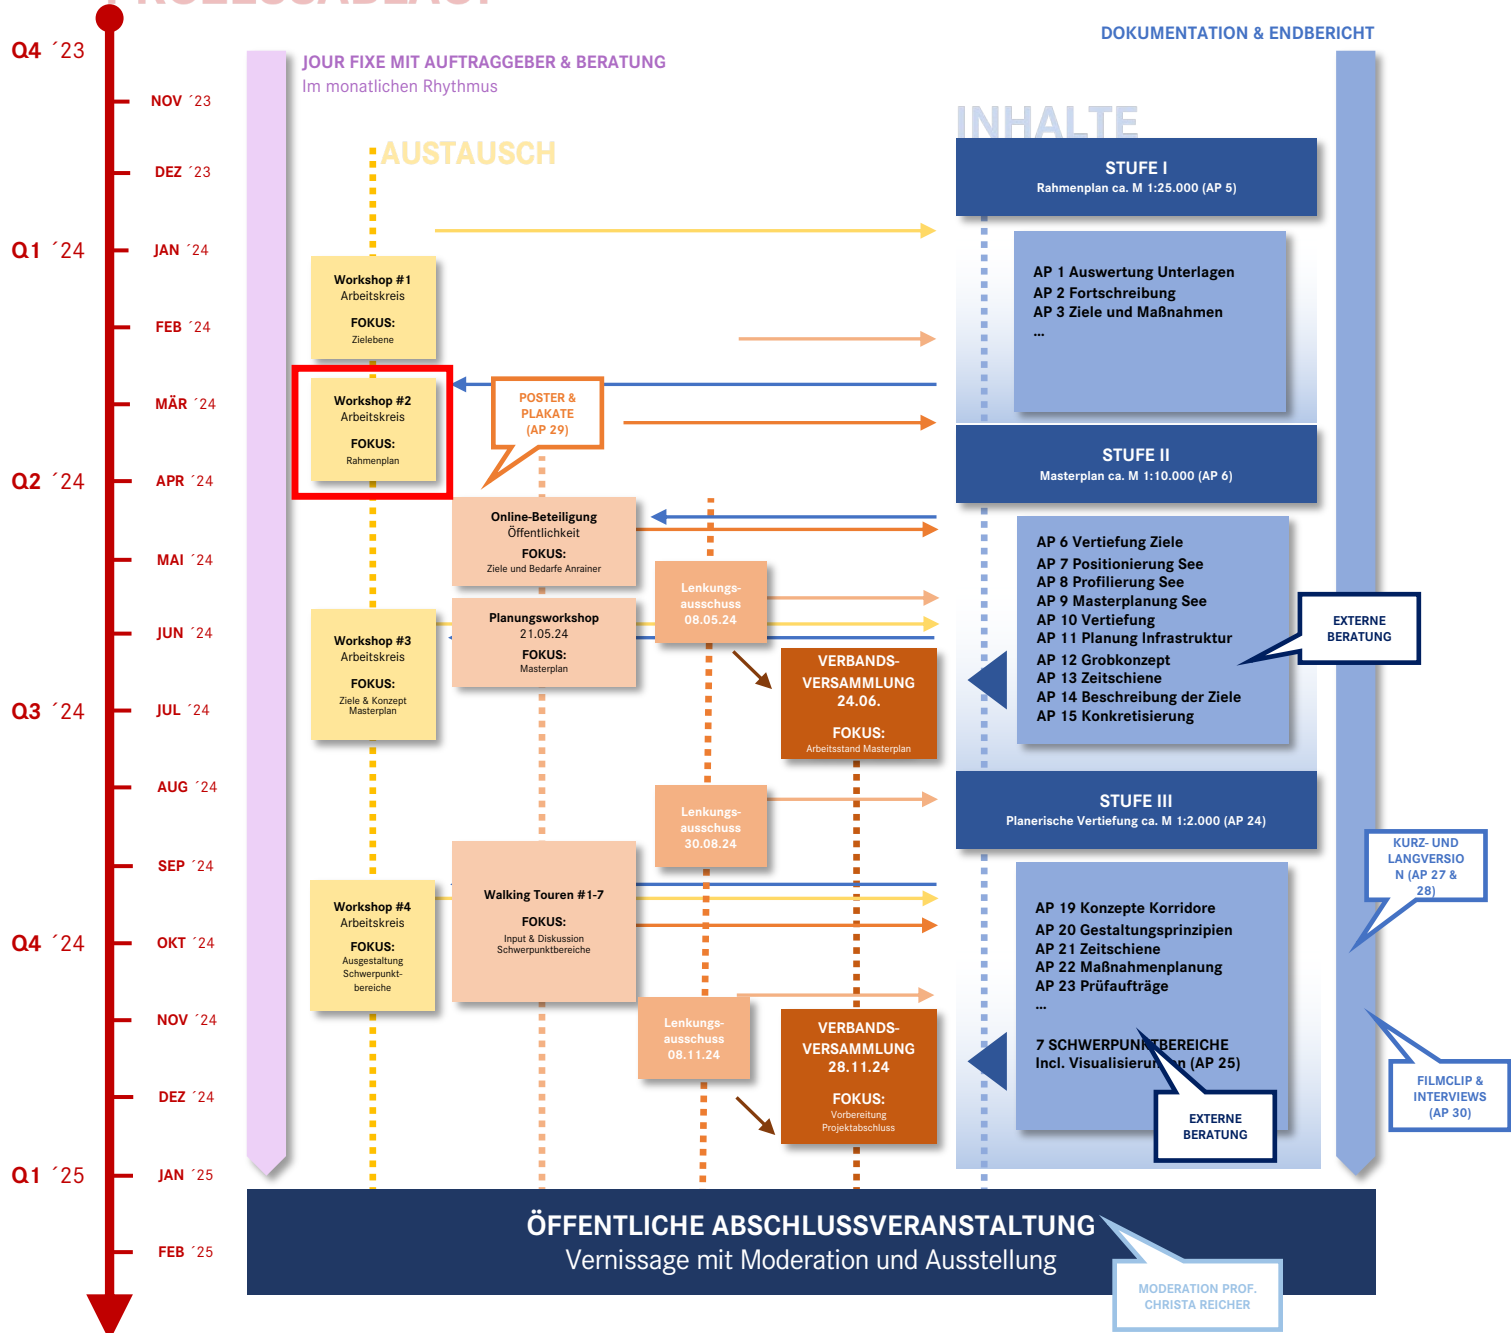 PROZESSABLAUF
DOKUMENTATION & ENDBERICHT
Q4 ´23
JOUR FIXE MIT AUFTRAGGEBER & BERATUNG
Im monatlichen Rhythmus
NOV ´23
INHALTE
AUSTAUSCH
DEZ ´23
STUFE I
Rahmenplan ca. M 1:25.000 (AP 5)
Q1 ´24
JAN ´24
Workshop #1
Arbeitskreis
FOKUS:
Zielebene
AP 1 Auswertung Unterlagen
AP 2 Fortschreibung
AP 3 Ziele und Maßnahmen
...
FEB ´24
MÄR ´24
Workshop #2
Arbeitskreis
FOKUS:
Rahmenplan
POSTER &
PLAKATE
(AP 29)
STUFE II
Masterplan ca. M 1:10.000 (AP 6)
Q2 ´24
APR ´24
Online-Beteiligung
Öffentlichkeit
FOKUS:
Ziele und Bedarfe Anrainer
MAI ´24
Lenkungs-
ausschuss
08.05.24
AP 6 Vertiefung Ziele
AP 7 Positionierung See
AP 8 Profilierung See
AP 9 Masterplanung See
AP 10 Vertiefung
AP 11 Planung Infrastruktur
AP 12 Grobkonzept
AP 13 Zeitschiene
AP 14 Beschreibung der Ziele
AP 15 Konkretisierung
EXTERNE
BERATUNG
JUN ´24
Workshop #3
Arbeitskreis
FOKUS:
Ziele & Konzept
Masterplan
Planungsworkshop
21.05.24
FOKUS:
Masterplan
VERBANDS-
VERSAMMLUNG
24.06.
FOKUS:
Arbeitsstand Masterplan
Q3 ´24
JUL ´24
AUG ´24
Lenkungs-
ausschuss
30.08.24
STUFE III
Planerische Vertiefung ca. M 1:2.000 (AP 24)
KURZ- UND
LANGVERSIO
N (AP 27 &
28)
SEP ´24
Workshop #4
Arbeitskreis
FOKUS:
Ausgestaltung
Schwerpunkt-
bereiche
Walking Touren #1-7
FOKUS:
Input & Diskussion
Schwerpunktbereiche
AP 19 Konzepte Korridore
AP 20 Gestaltungsprinzipien
AP 21 Zeitschiene
AP 22 Maßnahmenplanung
AP 23 Prüfaufträge
...
7 SCHWERPUNKTBEREICHE
Incl. Visualisierungen (AP 25)
Q4 ´24
OKT ´24
NOV ´24
Lenkungs-
ausschuss
08.11.24
VERBANDS-
VERSAMMLUNG
28.11.24
FOKUS:
Vorbereitung
Projektabschluss
FILMCLIP &
INTERVIEWS
(AP 30)
DEZ ´24
EXTERNE
BERATUNG
Q1 ´25
JAN ´25
ÖFFENTLICHE ABSCHLUSSVERANSTALTUNG
Vernissage mit Moderation und Ausstellung
FEB ´25
MODERATION PROF.
CHRISTA REICHER